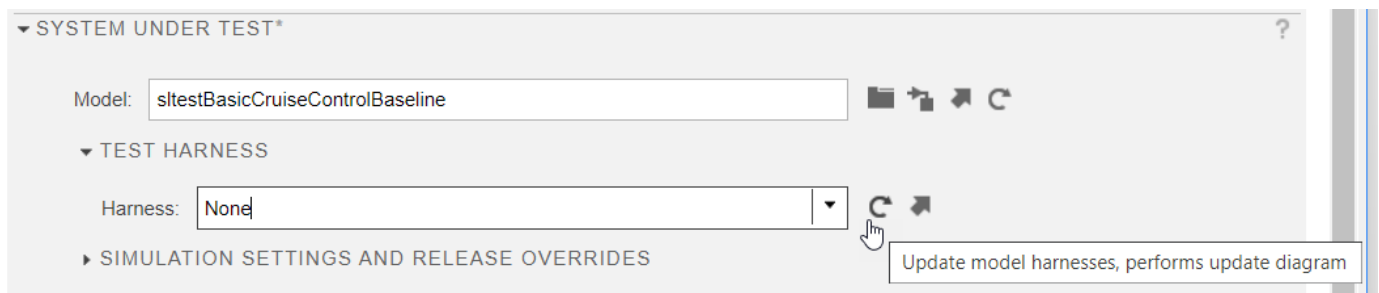 SYSTEM UNDER TEST*
?
Model: sltestBasicCruiseControlBaseline
TEST HARNESS
Harness: None
SIMULATION SETTINGS AND RELEASE OVERRIDES
Update model harnesses, performs update diagram